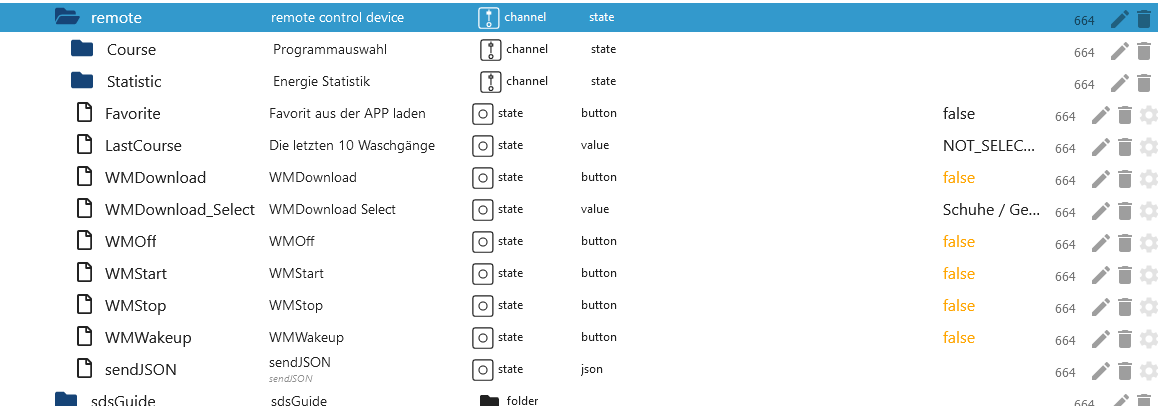 remote remote control device channel state 664
Course Programmauswahl channel state 664
Statistic Energie Statistik channel state 664
Favorite Favorit aus der APP laden state button false 664
LastCourse Die letzten 10 Waschgänge state value NOT_SELEC... 664
WMDownload WMDownload state button false 664
WMDownload_Select WMDownload Select state value Schuhe / Ge... 664
WMOff WMOff state button false 664
WMStart WMStart state button false 664
WMStop WMStop state button false 664
WMWakeup WMWakeup state button false 664
sendJSON sendJSON state json 664
sendJSON
sdsGuide sdsGuide folder 664